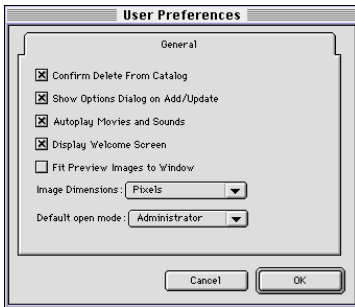 User Preferences
General
Confirm Delete From Catalog
Show Options Dialog on Add/Update
Autoplay Movies and Sounds
Display Welcome Screen
Fit Preview Images to Window
Image Dimensions: Pixels
Default open mode: Administrator
Cancel OK